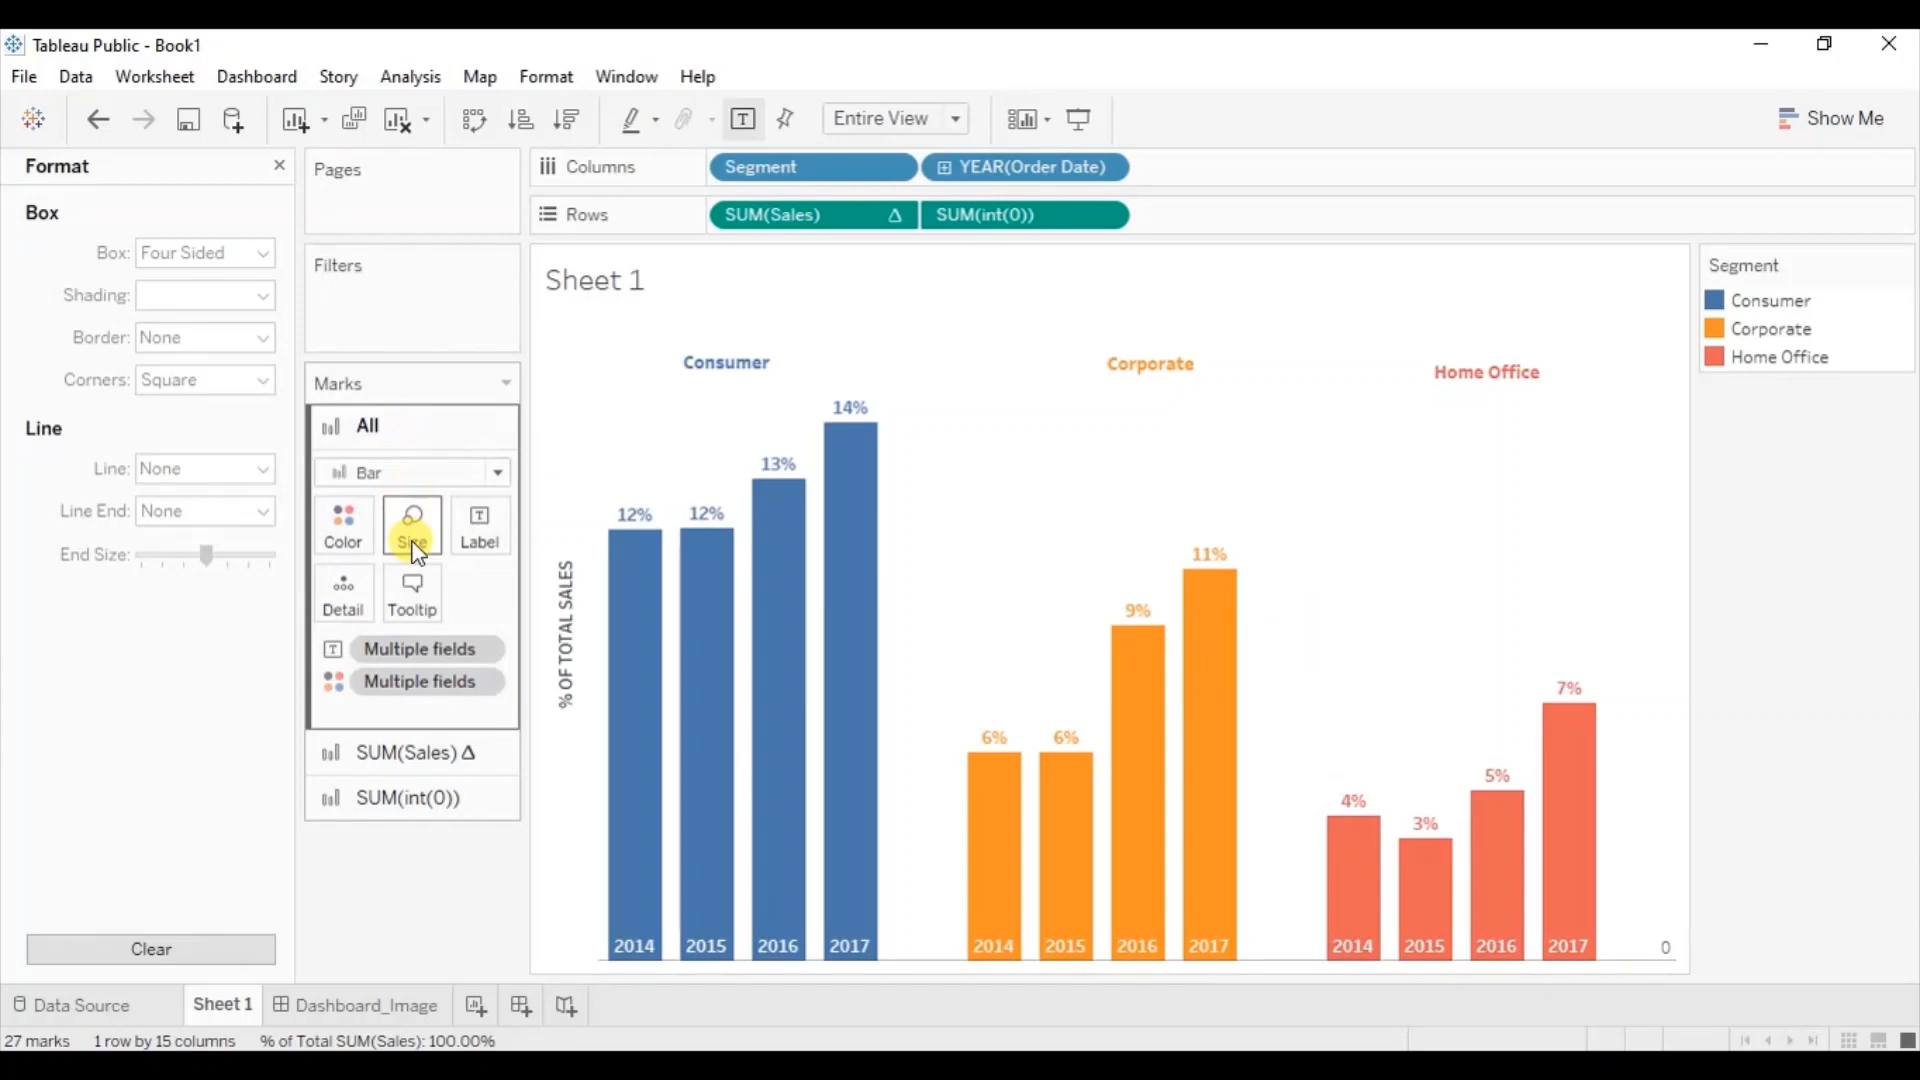 Tableau Public - Book1
File Data Worksheet Dashboard Story Analysis Map Format Window Help
Entire View
Show Me
Format
Box
Box: Four Sided
Shading:
Border: None
Corners: Square
Line
Line: None
Line End: None
End Size:
Clear
Pages
Filters
Marks
All
Bar
Color Size Label
Detail Tooltip
Multiple fields
Multiple fields
SUM(Sales) Δ
SUM(int(0))
Columns Segment YEAR(Order Date)
Rows SUM(Sales) Δ SUM(int(0))
Sheet 1
Consumer Corporate Home Office
% OF TOTAL SALES
12% 12% 13% 14%
6% 6% 9% 11%
4% 3% 5% 7%
2014 2015 2016 2017 2014 2015 2016 2017 2014 2015 2016 2017 0
Segment
Consumer
Corporate
Home Office
Data Source Sheet 1 Dashboard_Image
27 marks 1 row by 15 columns % of Total SUM(Sales): 100.00%